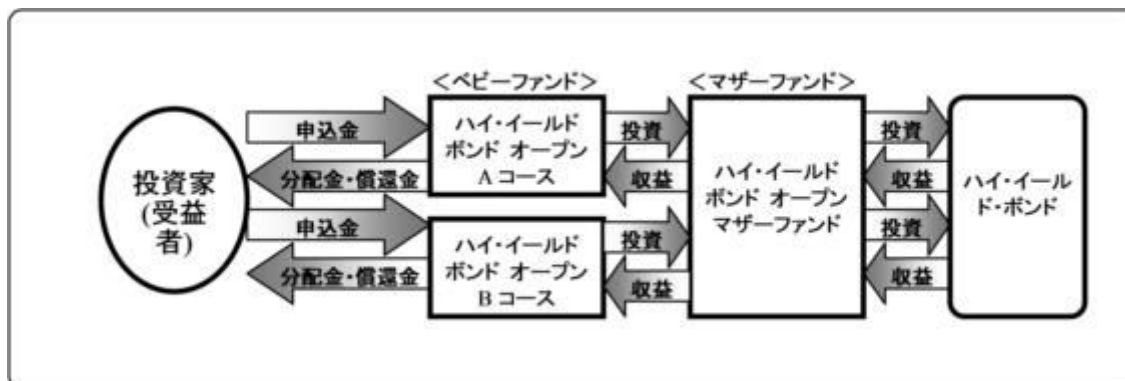 ＜ベビーファンド＞
＜マザーファンド＞
投資家
(受益
者)
申込金
分配金・償還金
申込金
分配金・償還金
ハイ・イールド
ボンド オープン
A コース
ハイ・イールド
ボンド オープン
B コース
投資
収益
投資
収益
ハイ・イールド
ボンド オープン
マザーファンド
投資
収益
投資
収益
ハイ・イール
ド・ボンド